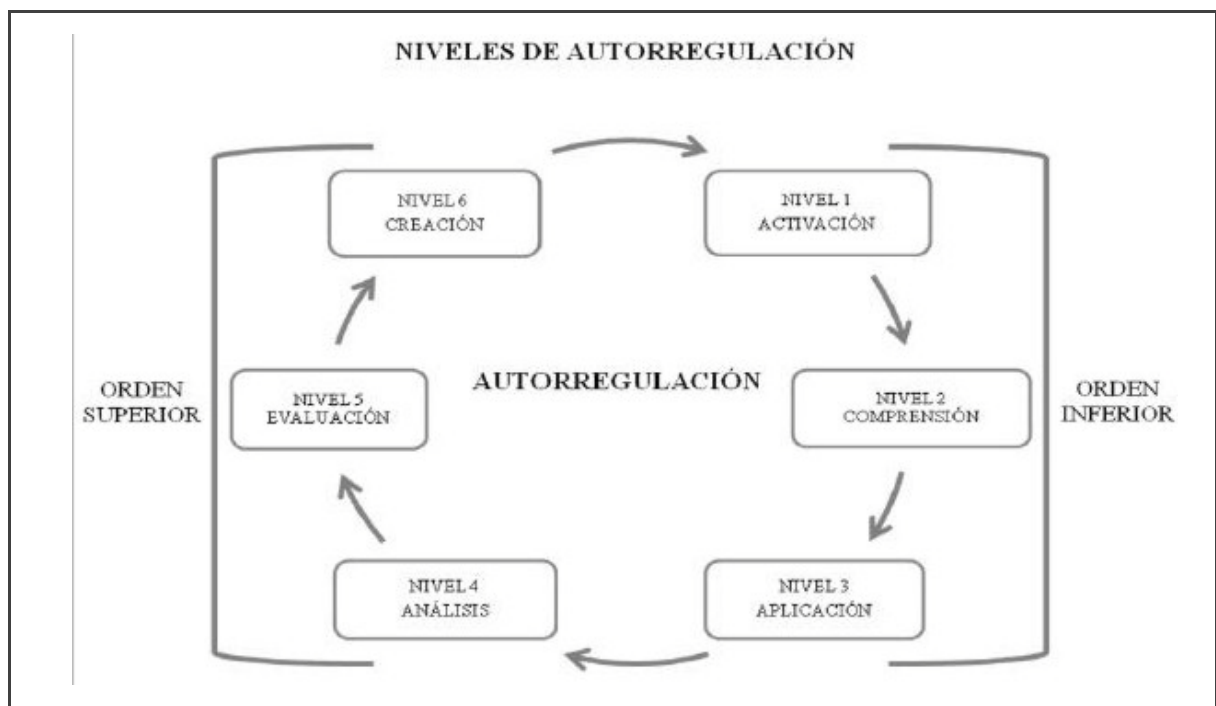 NIVELES DE AUTORREGULACIÓN
NIVEL 6
CREACIÓN
NIVEL 1
ACTIVACIÓN
ORDEN
SUPERIOR
NIVEL 5
EVALUACIÓN
AUTORREGULACIÓN
NIVEL 2
COMPRENSIÓN
ORDEN
INFERIOR
NIVEL 4
ANÁLISIS
NIVEL 3
APLICACIÓN